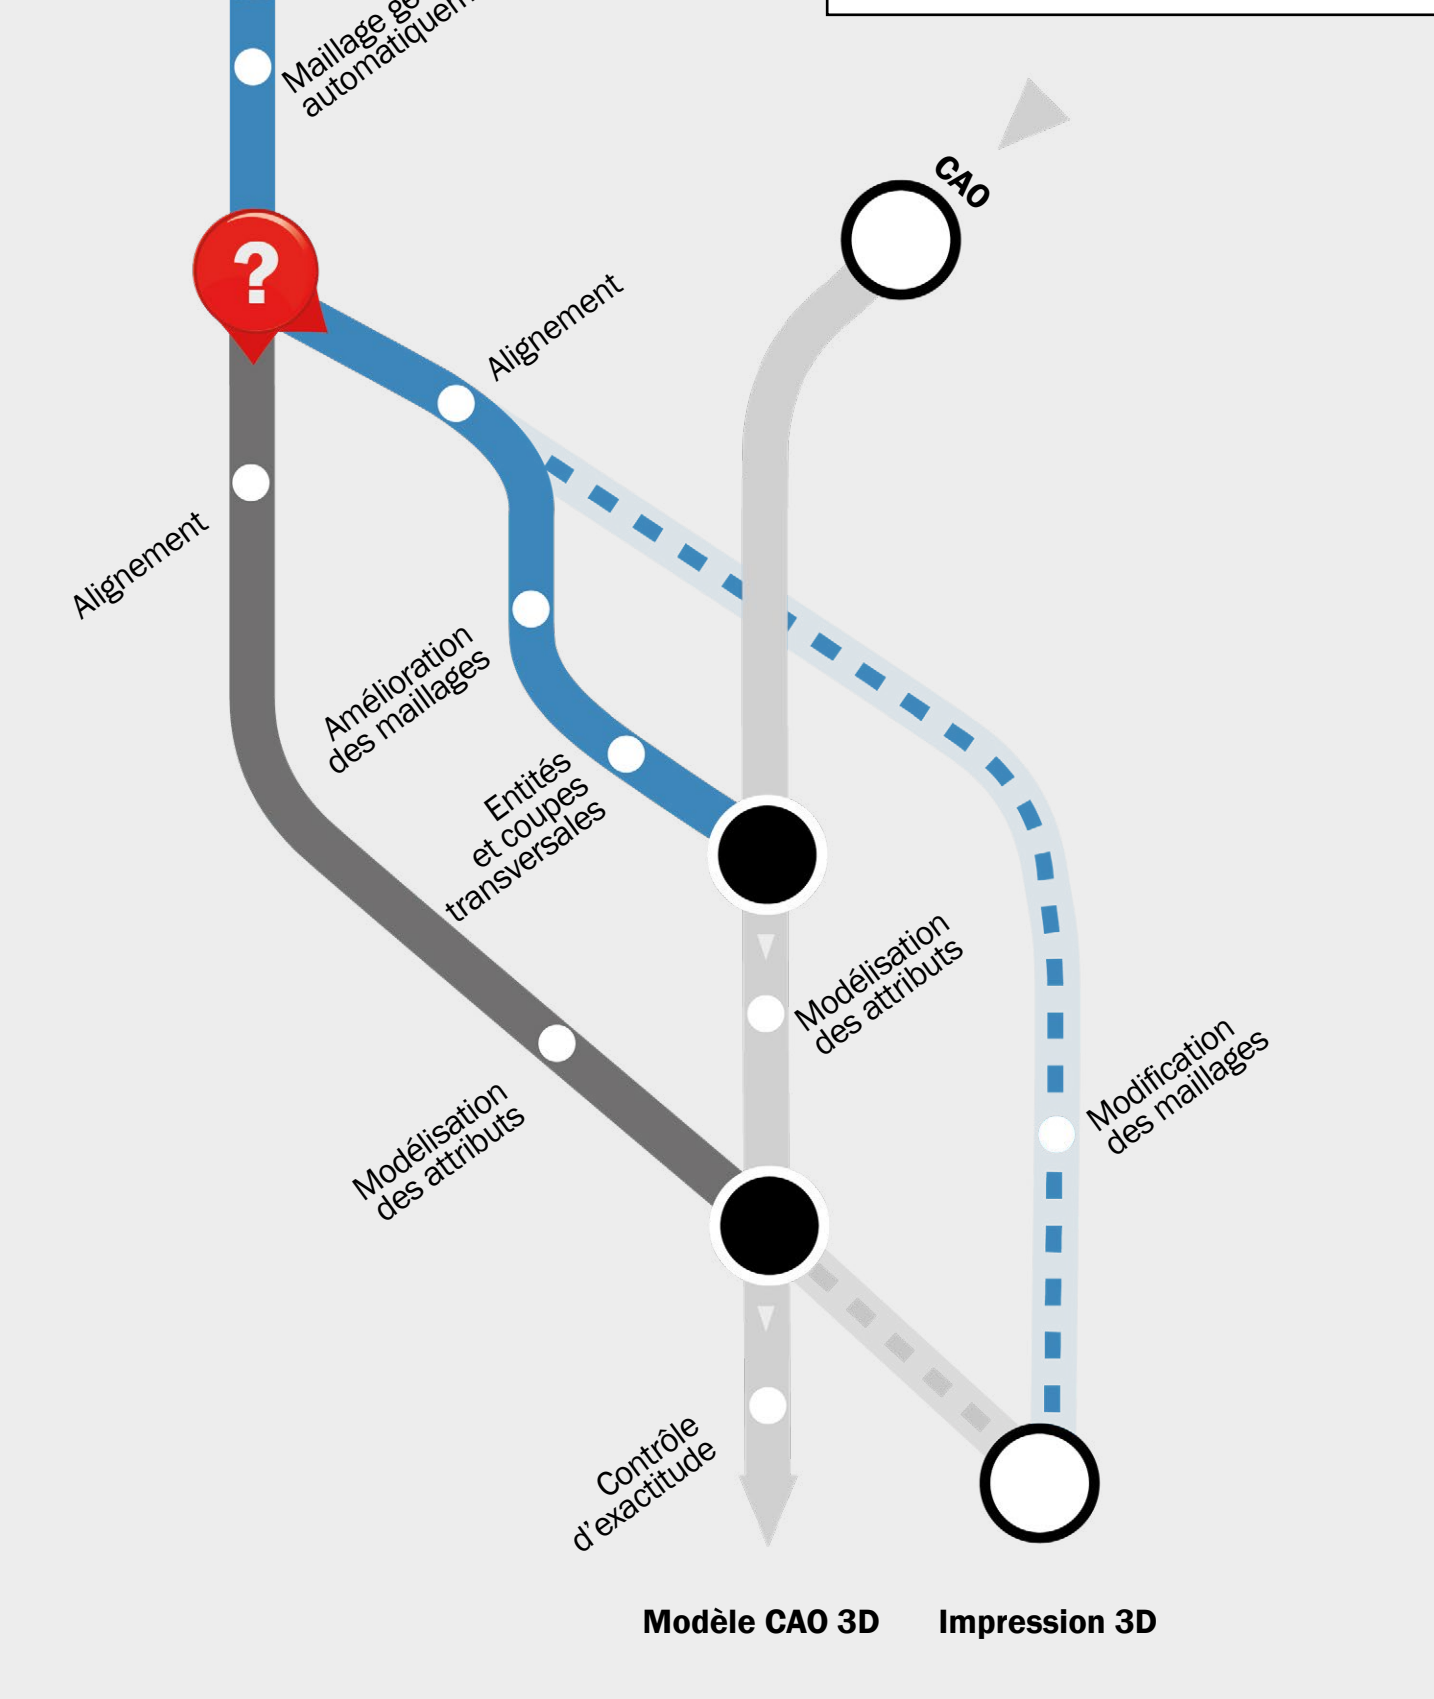 Maillage
CAO
Alignement
Alignement
Amélioration
des maillages
Entités
et coupes
transversales
Modélisation
des attributs
Modification
des maillages
Modélisation
des attributs
Contrôle
d'exactitude
Modèle CAO 3D
Impression 3D
?